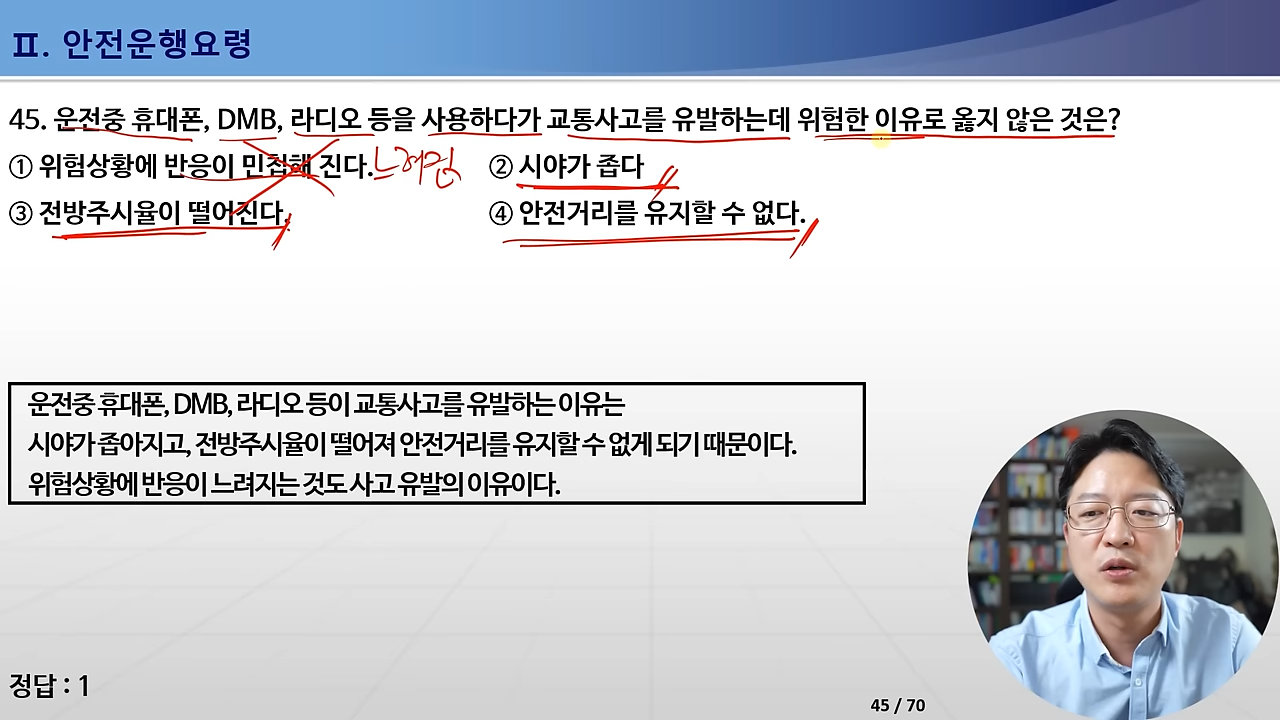 Ⅱ. 안전운행요령
45. 운전중 휴대폰, DMB, 라디오 등을 사용하다가 교통사고를 유발하는데 위험한 이유로 옳지 않은 것은?
① 위험상황에 반응이 민첩해 진다. 느려짐
② 시야가 좁다
③ 전방주시율이 떨어진다.
④ 안전거리를 유지할 수 없다.
운전중 휴대폰, DMB, 라디오 등이 교통사고를 유발하는 이유는
시야가 좁아지고, 전방주시율이 떨어져 안전거리를 유지할 수 없게 되기 때문이다.
위험상황에 반응이 느려지는 것도 사고 유발의 이유이다.
정답 : 1
45 / 70